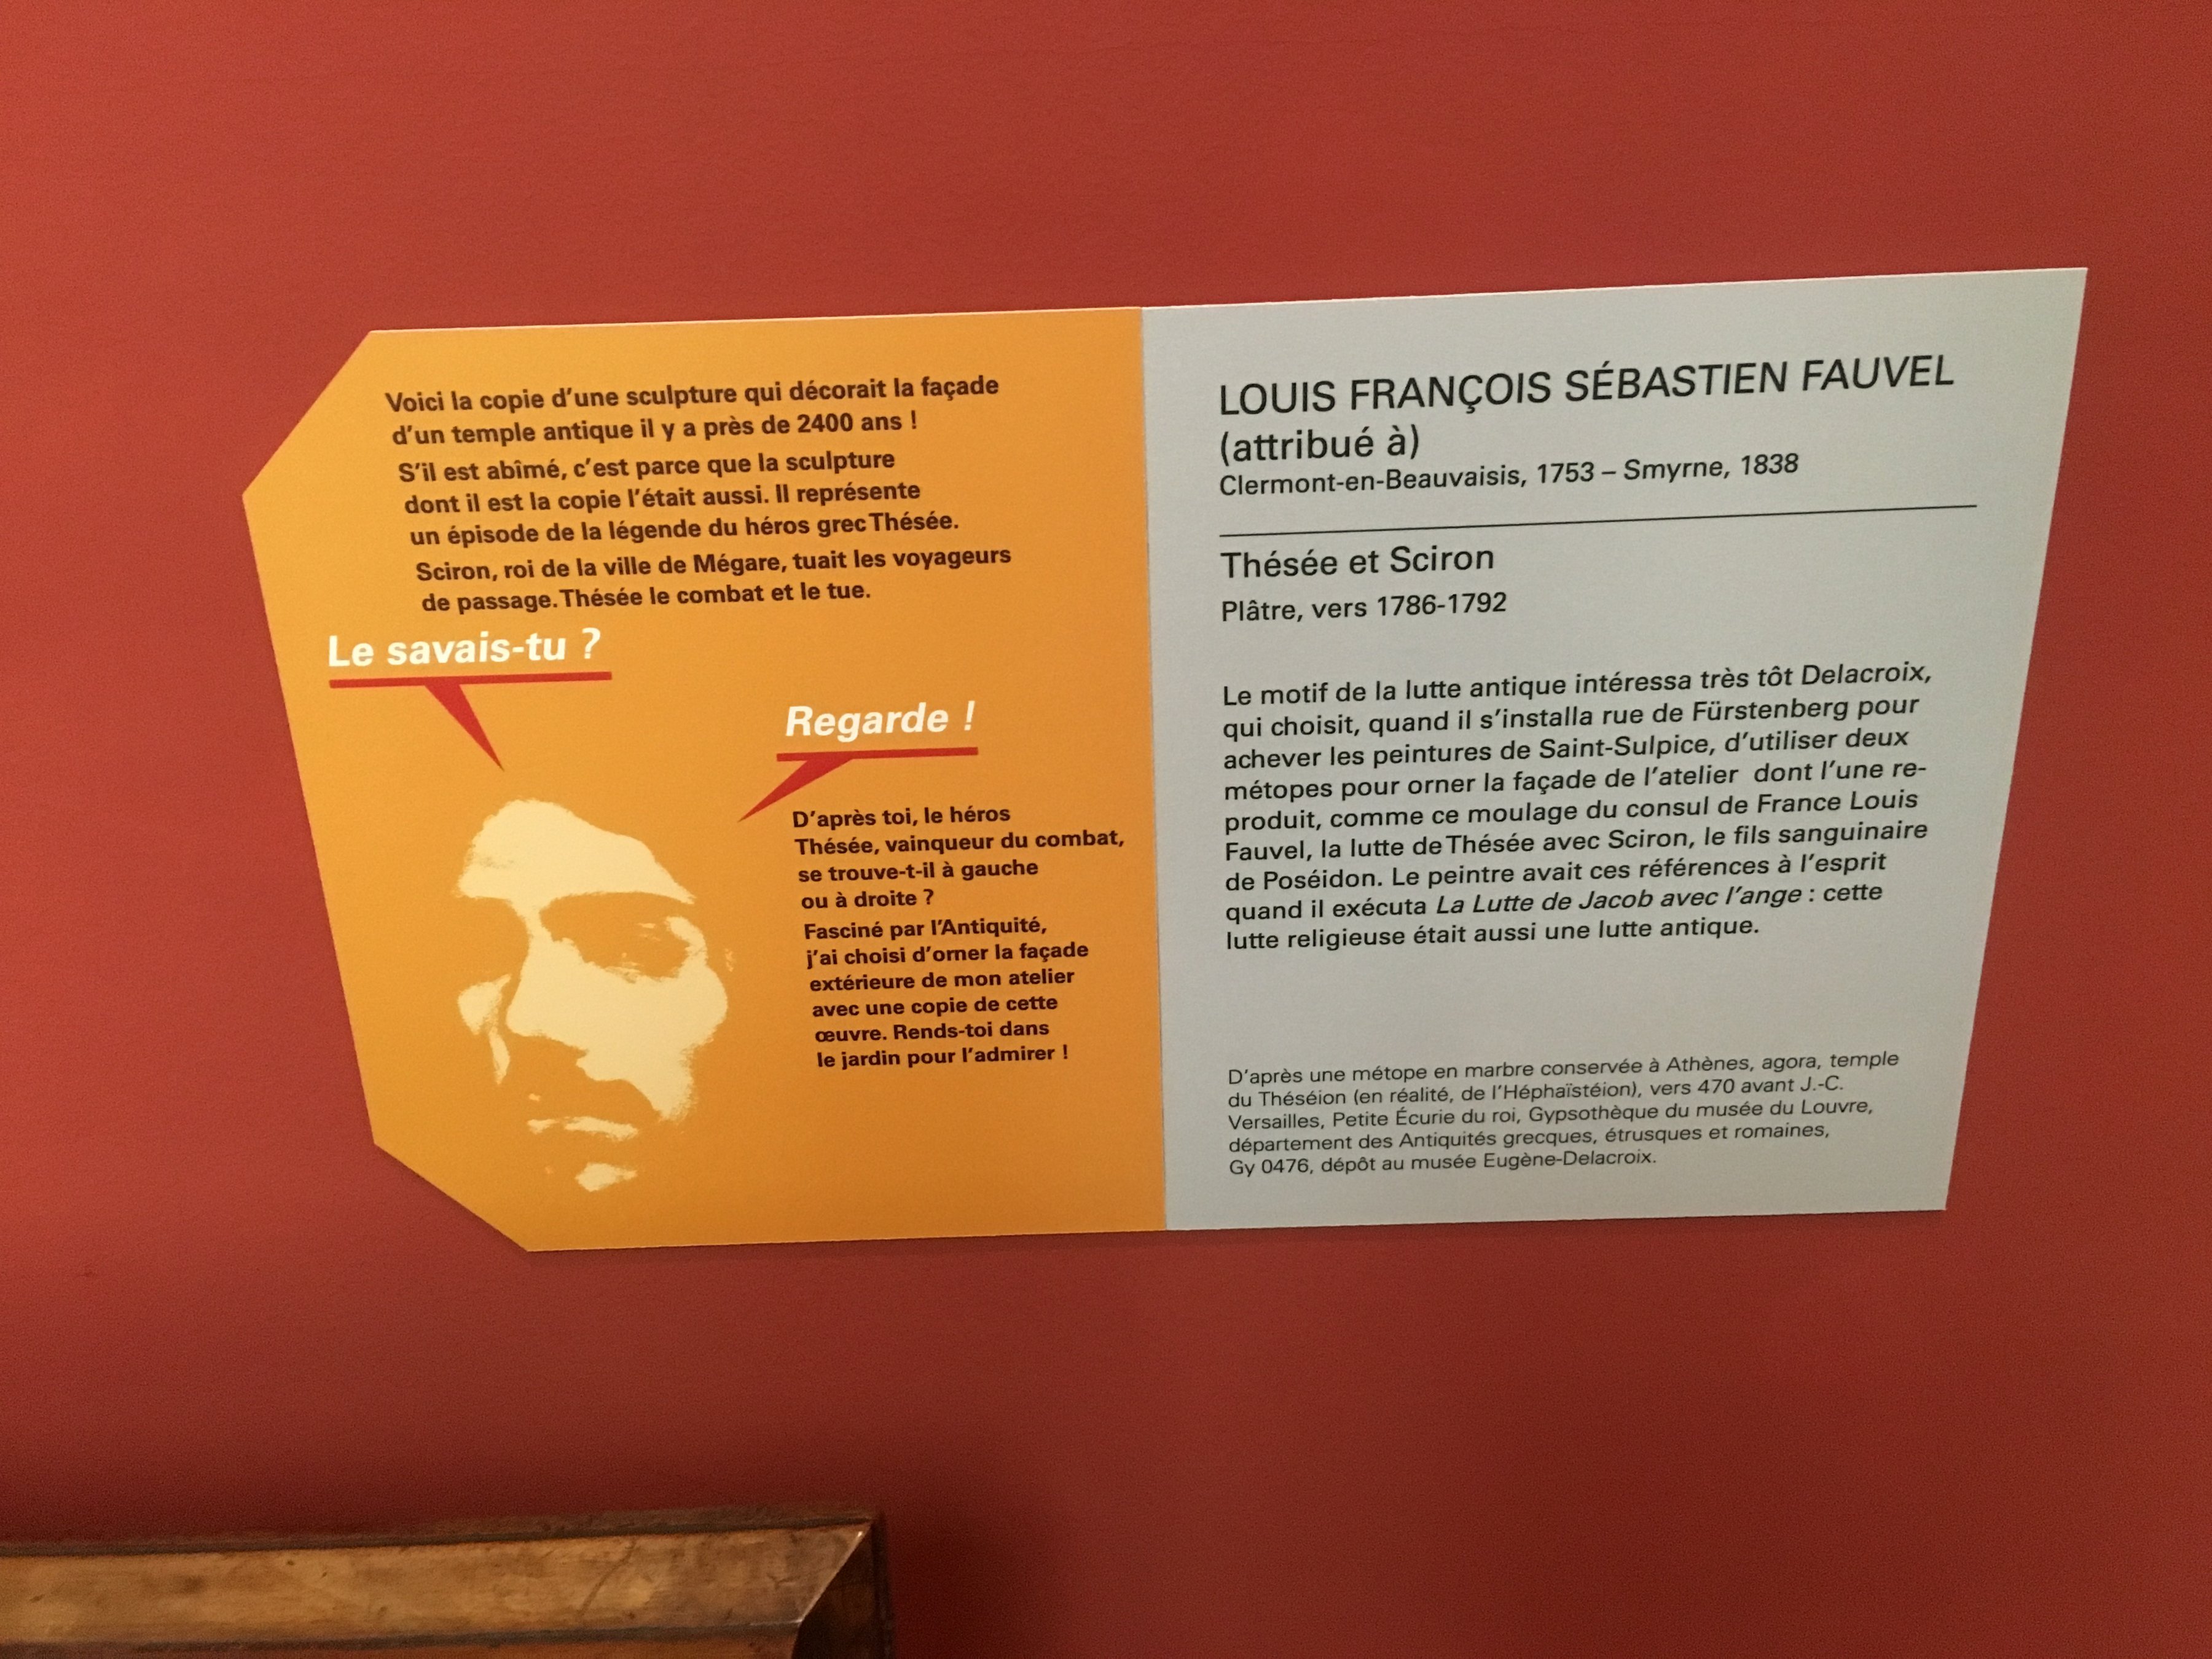 Voici la copie d'une sculpture qui décorait la façade
d'un temple antique il y a près de 2400 ans !
S'il est abîmé, c'est parce que la sculpture
dont il est la copie l'était aussi. Il représente
un épisode de la légende du héros grec Thésée.
Sciron, roi de la ville de Mégare, tuait les voyageurs
de passage. Thésée le combat et le tue.
Le savais-tu ?
Regarde !
D'après toi, le héros
Thésée, vainqueur du combat,
se trouve-t-il à gauche
ou à droite ?
Fasciné par l'Antiquité,
j'ai choisi d'orner la façade
extérieure de mon atelier
avec une copie de cette
œuvre. Rends-toi dans
le jardin pour l'admirer !
LOUIS FRANÇOIS SÉBASTIEN FAUVEL
(attribué à)
Clermont-en-Beauvaisis, 1753 – Smyrne, 1838
Thésée et Sciron
Plâtre, vers 1786-1792
Le motif de la lutte antique intéressa très tôt Delacroix,
qui choisit, quand il s'installa rue de Fürstenberg pour
achever les peintures de Saint-Sulpice, d'utiliser deux
métopes pour orner la façade de l'atelier dont l'une re-
produit, comme ce moulage du consul de France Louis
Fauvel, la lutte de Thésée avec Sciron, le fils sanguinaire
de Poséidon. Le peintre avait ces références à l'esprit
quand il exécuta La Lutte de Jacob avec l'ange : cette
lutte religieuse était aussi une lutte antique.
D'après une métope en marbre conservée à Athènes, agora, temple
du Théséion (en réalité, de l'Héphaïstéion), vers 470 avant J.-C.
Versailles, Petite Écurie du roi, Gypsothèque du musée du Louvre,
département des Antiquités grecques, étrusques et romaines,
Gy 0476, dépôt au musée Eugène-Delacroix.